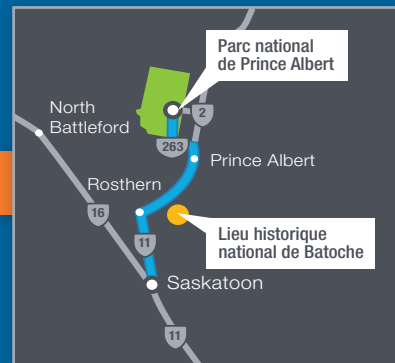 Parc national
de Prince Albert
North
Battleford
2
263
Prince Albert
Rosthern
16
11
Lieu historique
national de Batoche
Saskatoon
11